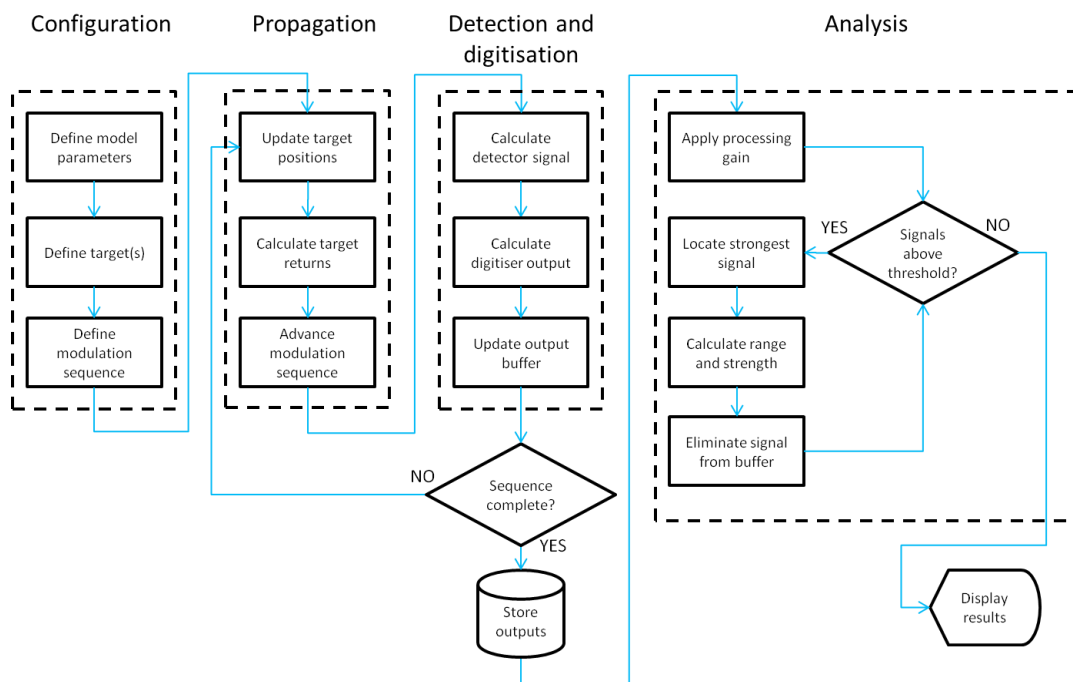 Configuration
Define model
parameters
Define target(s)
Define
modulation
sequence
Propagation
Update target
positions
Calculate target
returns
Advance
modulation
sequence
Detection and
digitisation
Calculate
detector signal
Calculate
digitiser output
Update output
buffer
NO
Sequence
complete?
YES
Store
outputs
Analysis
Apply processing
gain
YES
Signals
above
threshold?
NO
Locate strongest
signal
Calculate range
and strength
Eliminate signal
from buffer
Display
results